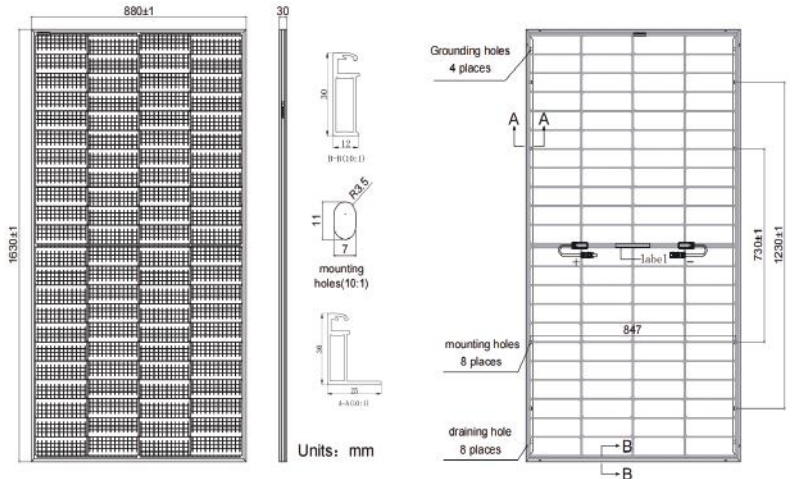 880±1
30
1630±1
30
12
B-B(10:1)
R3.5
11
7
mounting
holes(10:1)
36
25
A-A(10:1)
Units: mm
Grounding holes
4 places
A
A
+
label
-
730±1
1230±1
847
mounting holes
8 places
draining hole
8 places
B
B